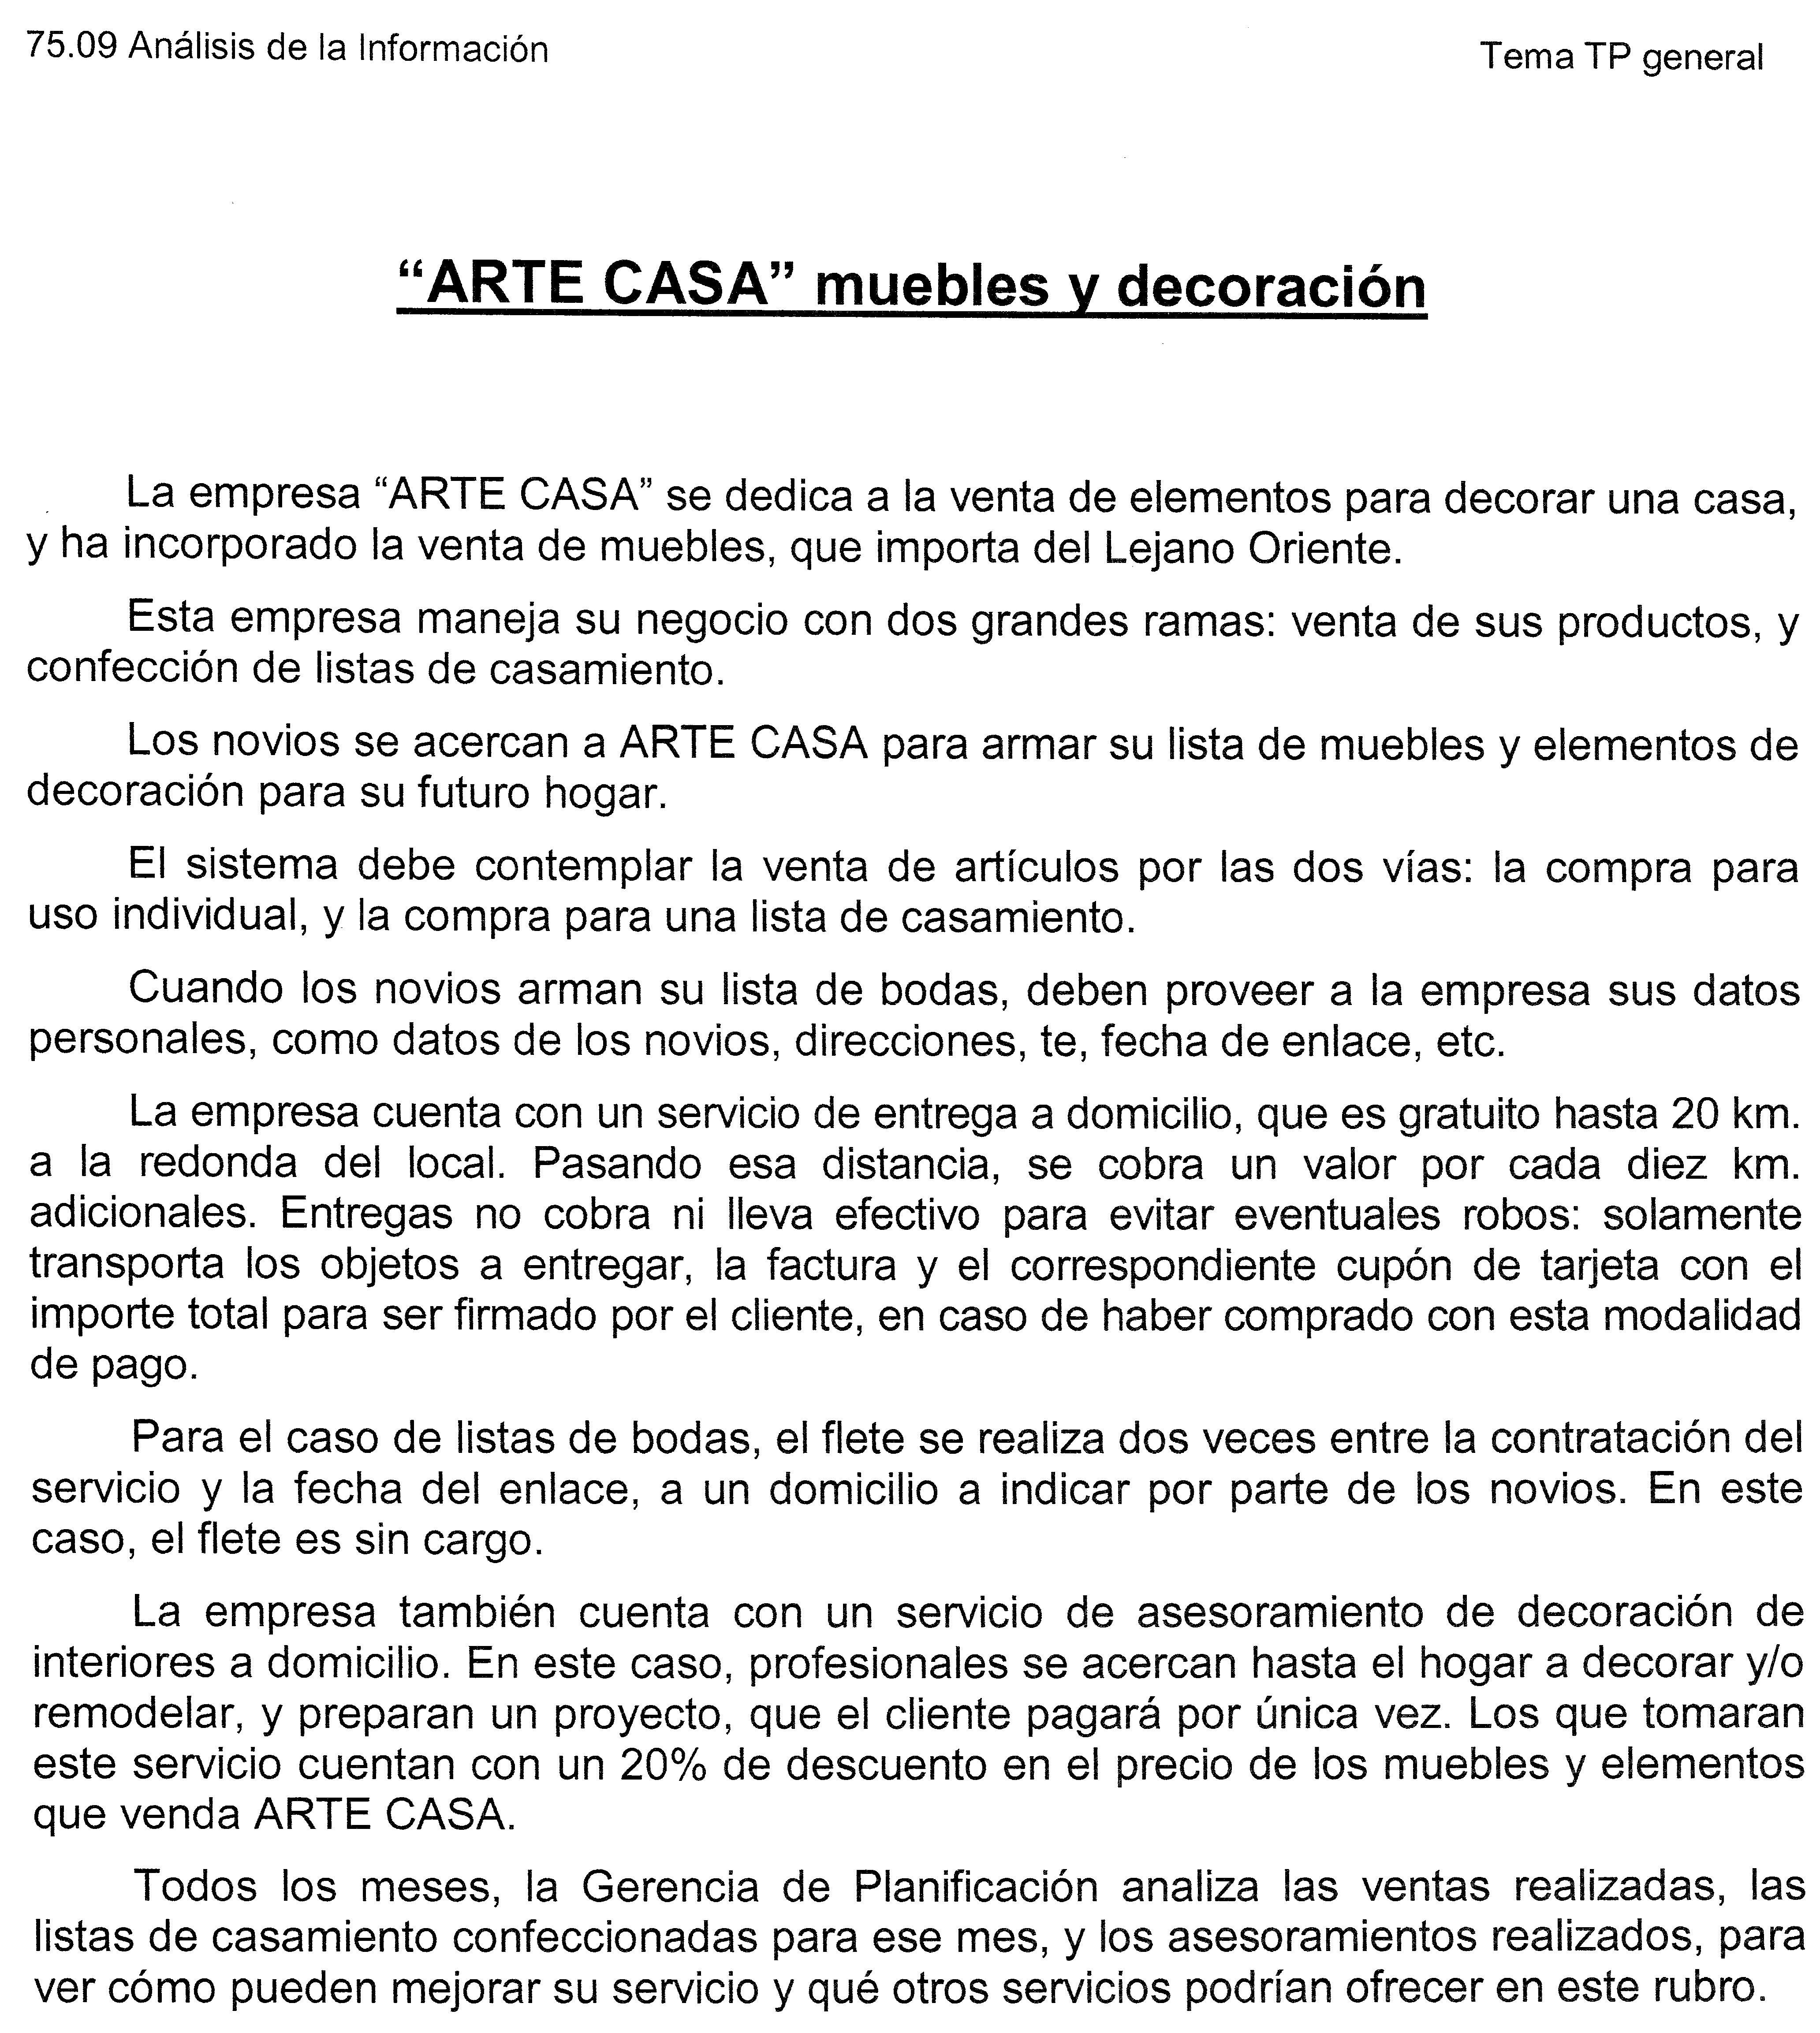 75.09 Análisis de la Información
Tema TP general
“ARTE CASA” muebles y decoración
La empresa “ARTE CASA” se dedica a la venta de elementos para decorar una casa,
y ha incorporado la venta de muebles, que importa del Lejano Oriente.
Esta empresa maneja su negocio con dos grandes ramas: venta de sus productos, y
confección de listas de casamiento.
Los novios se acercan a ARTE CASA para armar su lista de muebles y elementos de
decoración para su futuro hogar.
El sistema debe contemplar la venta de artículos por las dos vías: la compra para
uso individual, y la compra para una lista de casamiento.
Cuando los novios arman su lista de bodas, deben proveer a la empresa sus datos
personales, como datos de los novios, direcciones, te, fecha de enlace, etc.
La empresa cuenta con un servicio de entrega a domicilio, que es gratuito hasta 20 km.
a la redonda del local. Pasando esa distancia, se cobra un valor por cada diez km.
adicionales. Entregas no cobra ni lleva efectivo para evitar eventuales robos: solamente
transporta los objetos a entregar, la factura y el correspondiente cupón de tarjeta con el
importe total para ser firmado por el cliente, en caso de haber comprado con esta modalidad
de pago.
Para el caso de listas de bodas, el flete se realiza dos veces entre la contratación del
servicio y la fecha del enlace, a un domicilio a indicar por parte de los novios. En este
caso, el flete es sin cargo.
La empresa también cuenta con un servicio de asesoramiento de decoración de
interiores a domicilio. En este caso, profesionales se acercan hasta el hogar a decorar y/o
remodelar, y preparan un proyecto, que el cliente pagará por única vez. Los que tomaran
este servicio cuentan con un 20% de descuento en el precio de los muebles y elementos
que venda ARTE CASA.
Todos los meses, la Gerencia de Planificación analiza las ventas realizadas, las
listas de casamiento confeccionadas para ese mes, y los asesoramientos realizados, para
ver cómo pueden mejorar su servicio y qué otros servicios podrían ofrecer en este rubro.